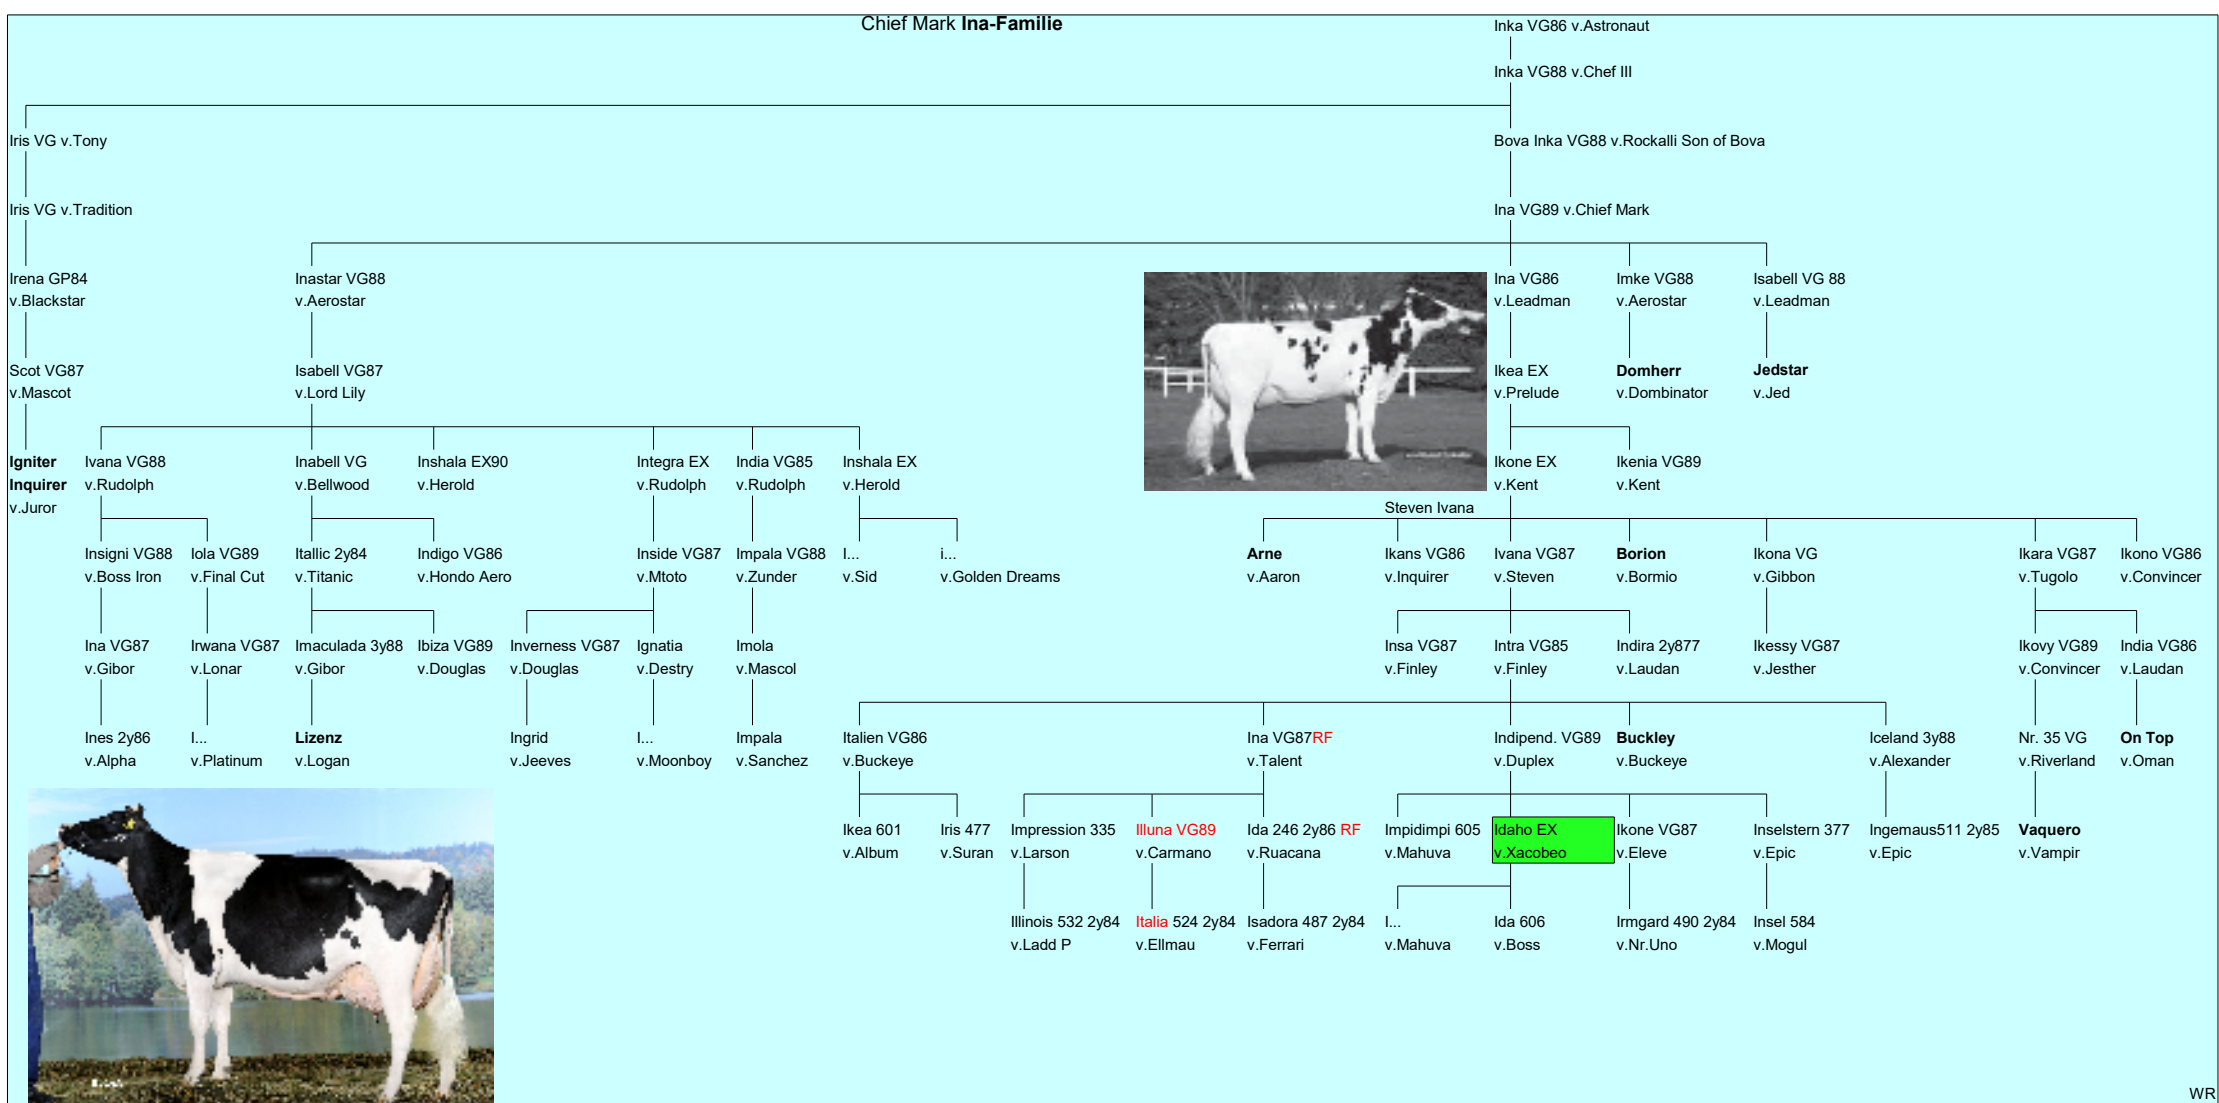 Chief Mark Ina-Familie
Inka VG86 v.Astronaut
Inka VG88 v.Chef III
Iris VG v.Tony
Bova Inka VG88 v.Rockalli Son of Bova
Iris VG v.Tradition
Ina VG89 v.Chief Mark
Irena GP84
v.Blackstar
Inastar VG88
v.Aerostar
Ina VG86
v.Leadman
Imke VG88
v.Aerostar
Isabell VG 88
v.Leadman
Scot VG87
v.Mascot
Isabell VG87
v.Lord Lily
Ikea EX
v.Prelude
Domherr
v.Dombinator
Jedstar
v.Jed
Igniter
Inquirer
v.Juror
Ivana VG88
v.Rudolph
Inabell VG
v.Bellwood
Inshala EX90
v.Herold
Integra EX
v.Rudolph
India VG85
v.Rudolph
Inshala EX
v.Herold
Ikone EX
v.Kent
Ikenia VG89
v.Kent
Steven Ivana
Insigni VG88
v.Boss Iron
Iola VG89
v.Final Cut
Itallic 2y84
v.Titanic
Indigo VG86
v.Hondo Aero
Inside VG87
v.Mtoto
Impala VG88
v.Zunder
I...
v.Sid
i...
v.Golden Dreams
Arne
v.Aaron
Ikans VG86
v.Inquirer
Ivana VG87
v.Steven
Borion
v.Bormio
Ikona VG
v.Gibbon
Ikara VG87
v.Tugolo
Ikono VG86
v.Convincer
Ina VG87
v.Gibor
Irwana VG87
v.Lonar
Imaculada 3y88
v.Gibor
Ibiza VG89
v.Douglas
Inverness VG87
v.Douglas
Ignatia
v.Destry
Imola
v.Mascol
Insa VG87
v.Finley
Intra VG85
v.Finley
Indira 2y877
v.Laudan
Ikessy VG87
v.Jesther
Ikovy VG89
v.Convincer
India VG86
v.Laudan
Ines 2y86
v.Alpha
I...
v.Platinum
Lizenz
v.Logan
Ingrid
v.Jeeves
I...
v.Moonboy
Impala
v.Sanchez
Italien VG86
v.Buckeye
Ina VG87RF
v.Talent
Indipend. VG89
v.Duplex
Buckley
v.Buckeye
Iceland 3y88
v.Alexander
Nr. 35 VG
v.Riverland
On Top
v.Oman
Ikea 601
v.Album
Iris 477
v.Suran
Impression 335
v.Larson
Illuna VG89
v.Carmano
Ida 246 2y86 RF
v.Ruacana
Impidimpi 605
v.Mahuva
Idaho EX
v.Xacobeo
Ikone VG87
v.Eleve
Inselstern 377
v.Epic
Ingemaus511 2y85
v.Epic
Vaquero
v.Vampir
Illinois 532 2y84
v.Ladd P
Italia 524 2y84
v.Ellmau
Isadora 487 2y84
v.Ferrari
I...
v.Mahuva
Ida 606
v.Boss
Irmgard 490 2y84
v.Nr.Uno
Insel 584
v.Mogul
WR